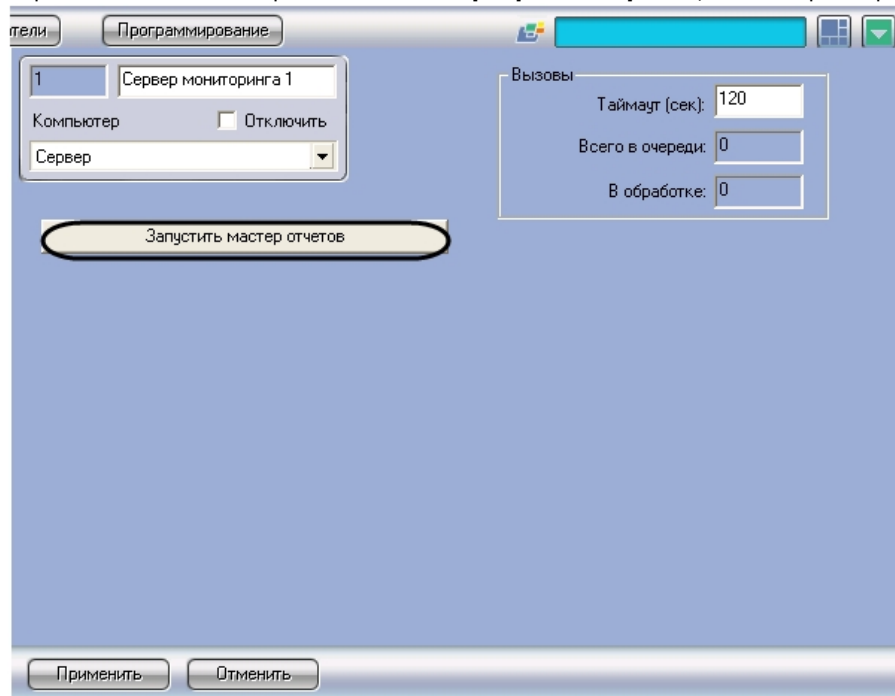 тели Программирование
1 Сервер мониторинга 1
Компьютер Отключить
Сервер
Вызовы
Таймаут (сек): 120
Всего в очереди: 0
В обработке: 0
Запустить мастер отчетов
Применить Отменить